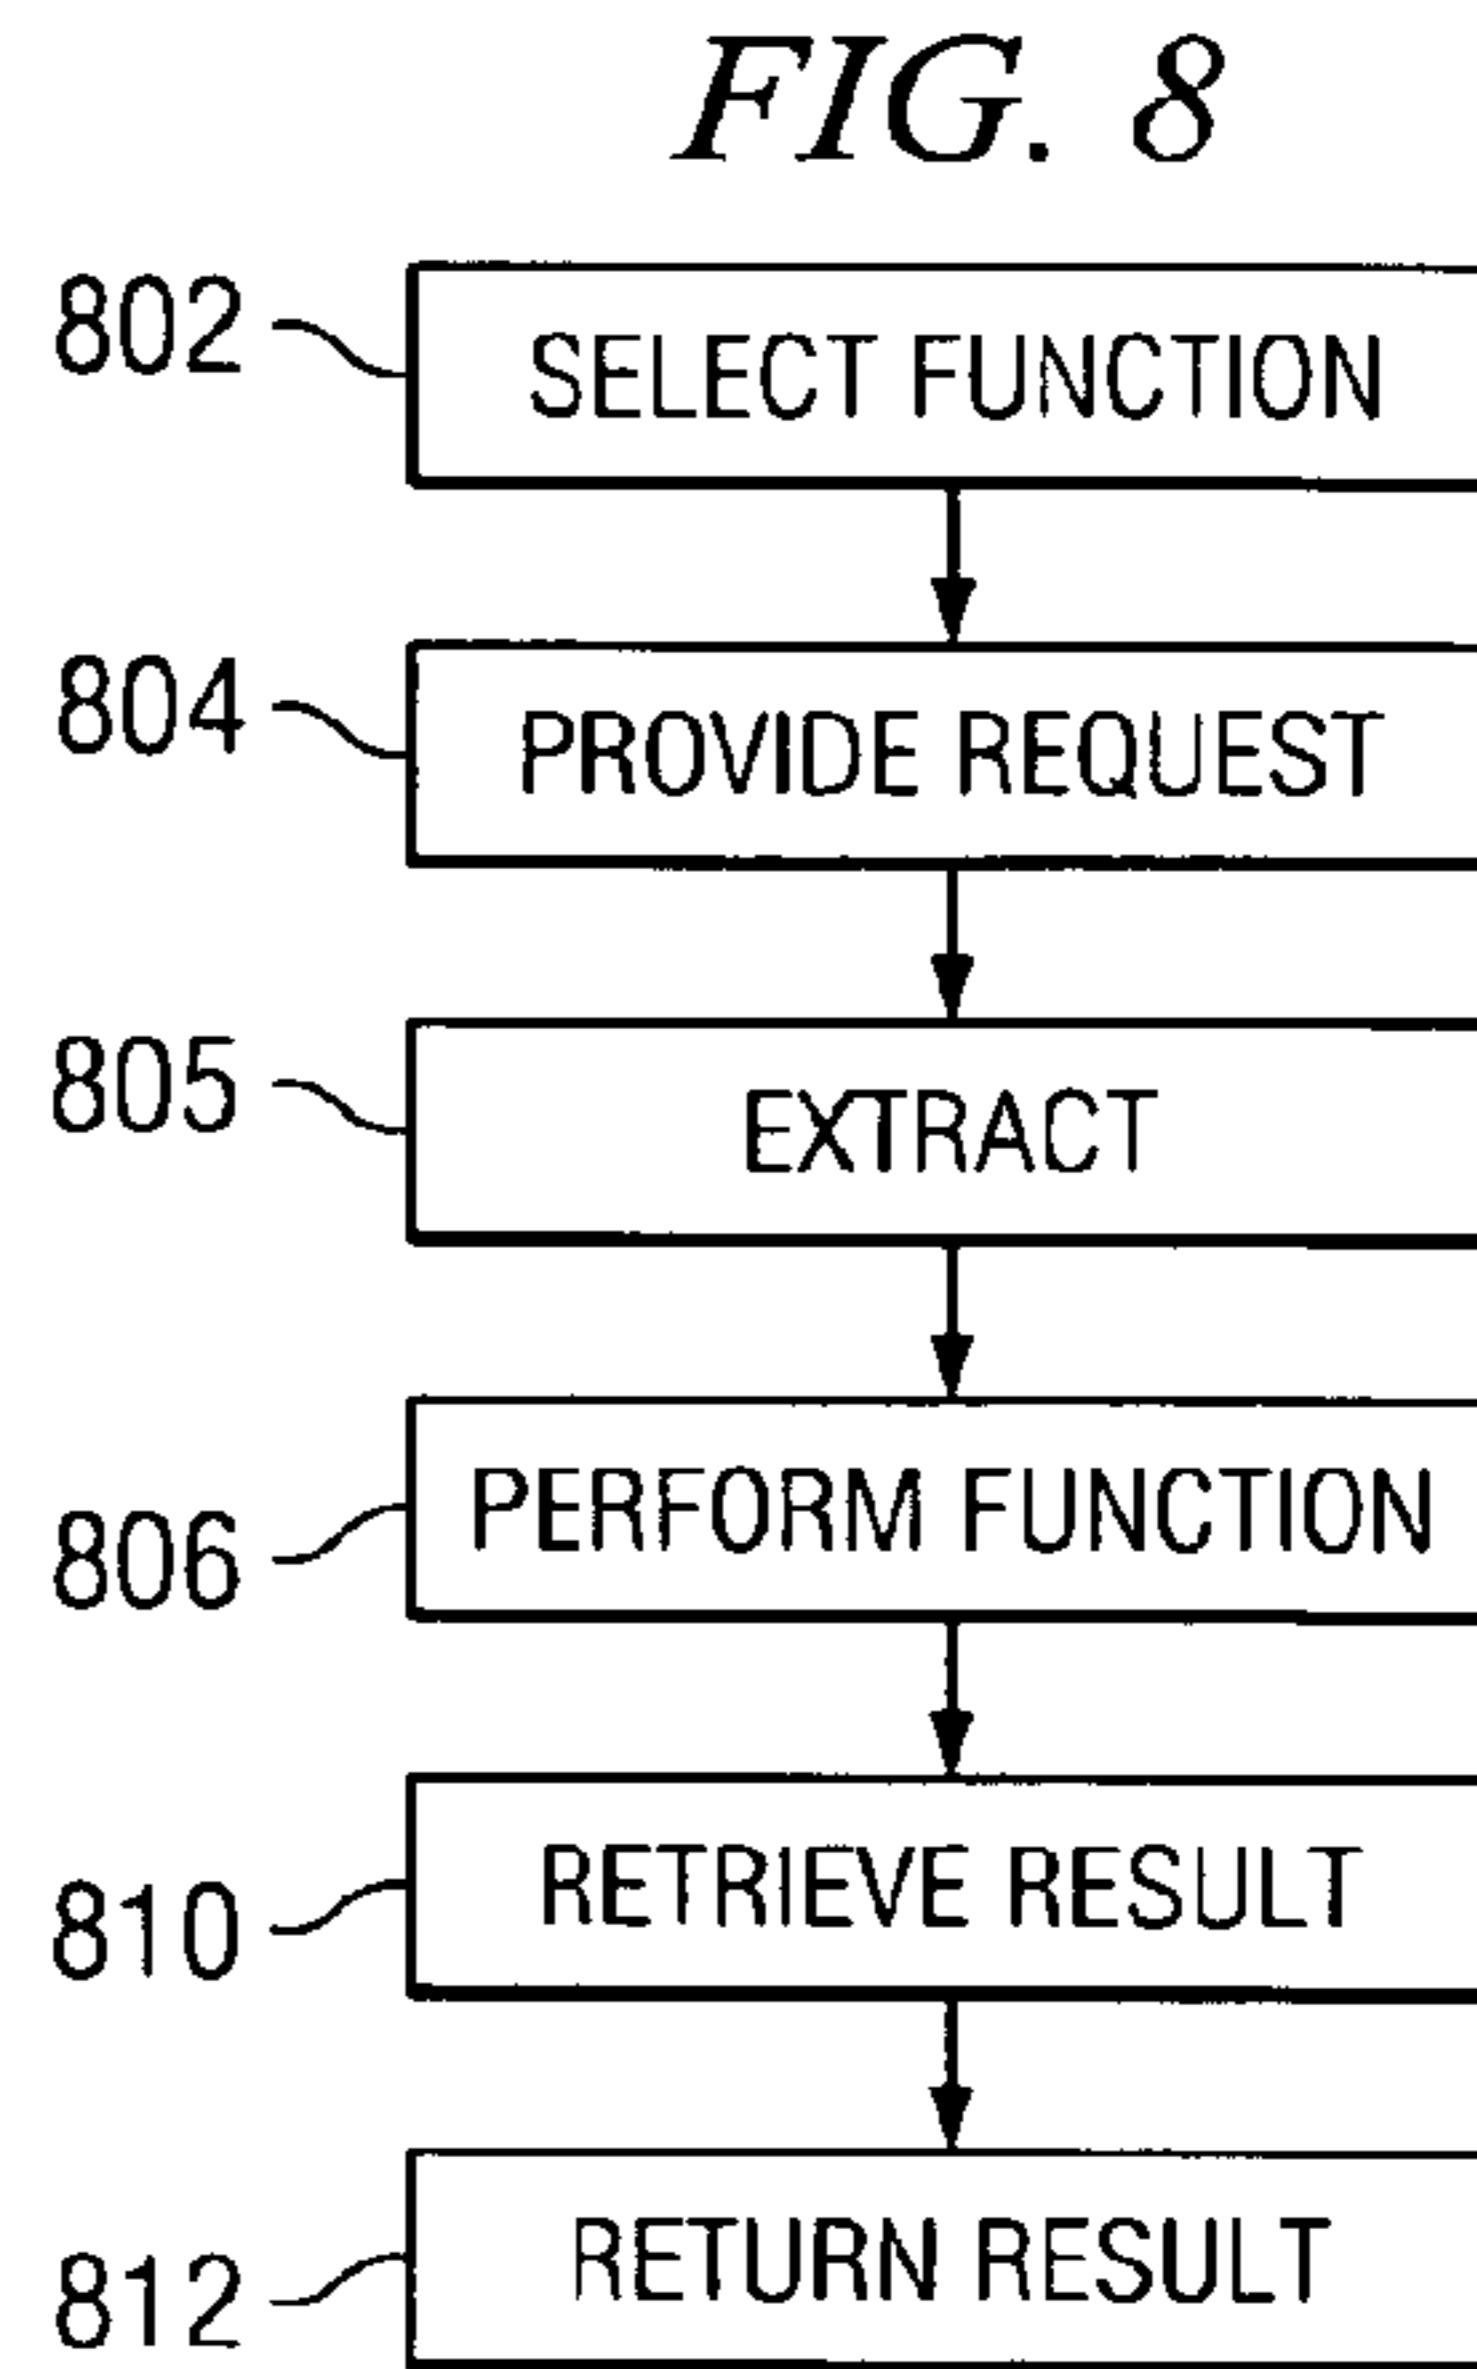 FIG. 8
802 SELECT FUNCTION
804 PROVIDE REQUEST
805 EXTRACT
806 PERFORM FUNCTION
810 RETRIEVE RESULT
812 RETURN RESULT